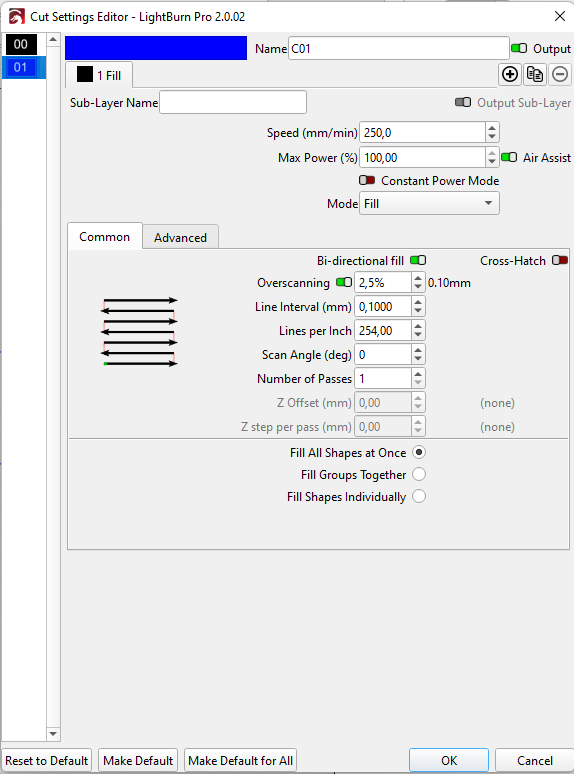 Cut Settings Editor - LightBurn Pro 2.0.02
00
01
Name C01 Output
1 Fill
Sub-Layer Name Output Sub-Layer
Speed (mm/min) 250,0
Max Power (%) 100,00 Air Assist
Constant Power Mode
Mode Fill
Common Advanced
Bi-directional fill Cross-Hatch
Overscanning 2,5% 0.10mm
Line Interval (mm) 0,1000
Lines per Inch 254,00
Scan Angle (deg) 0
Number of Passes 1
Z Offset (mm) 0,00 (none)
Z step per pass (mm) 0,00 (none)
Fill All Shapes at Once
Fill Groups Together
Fill Shapes Individually
Reset to Default Make Default Make Default for All OK Cancel